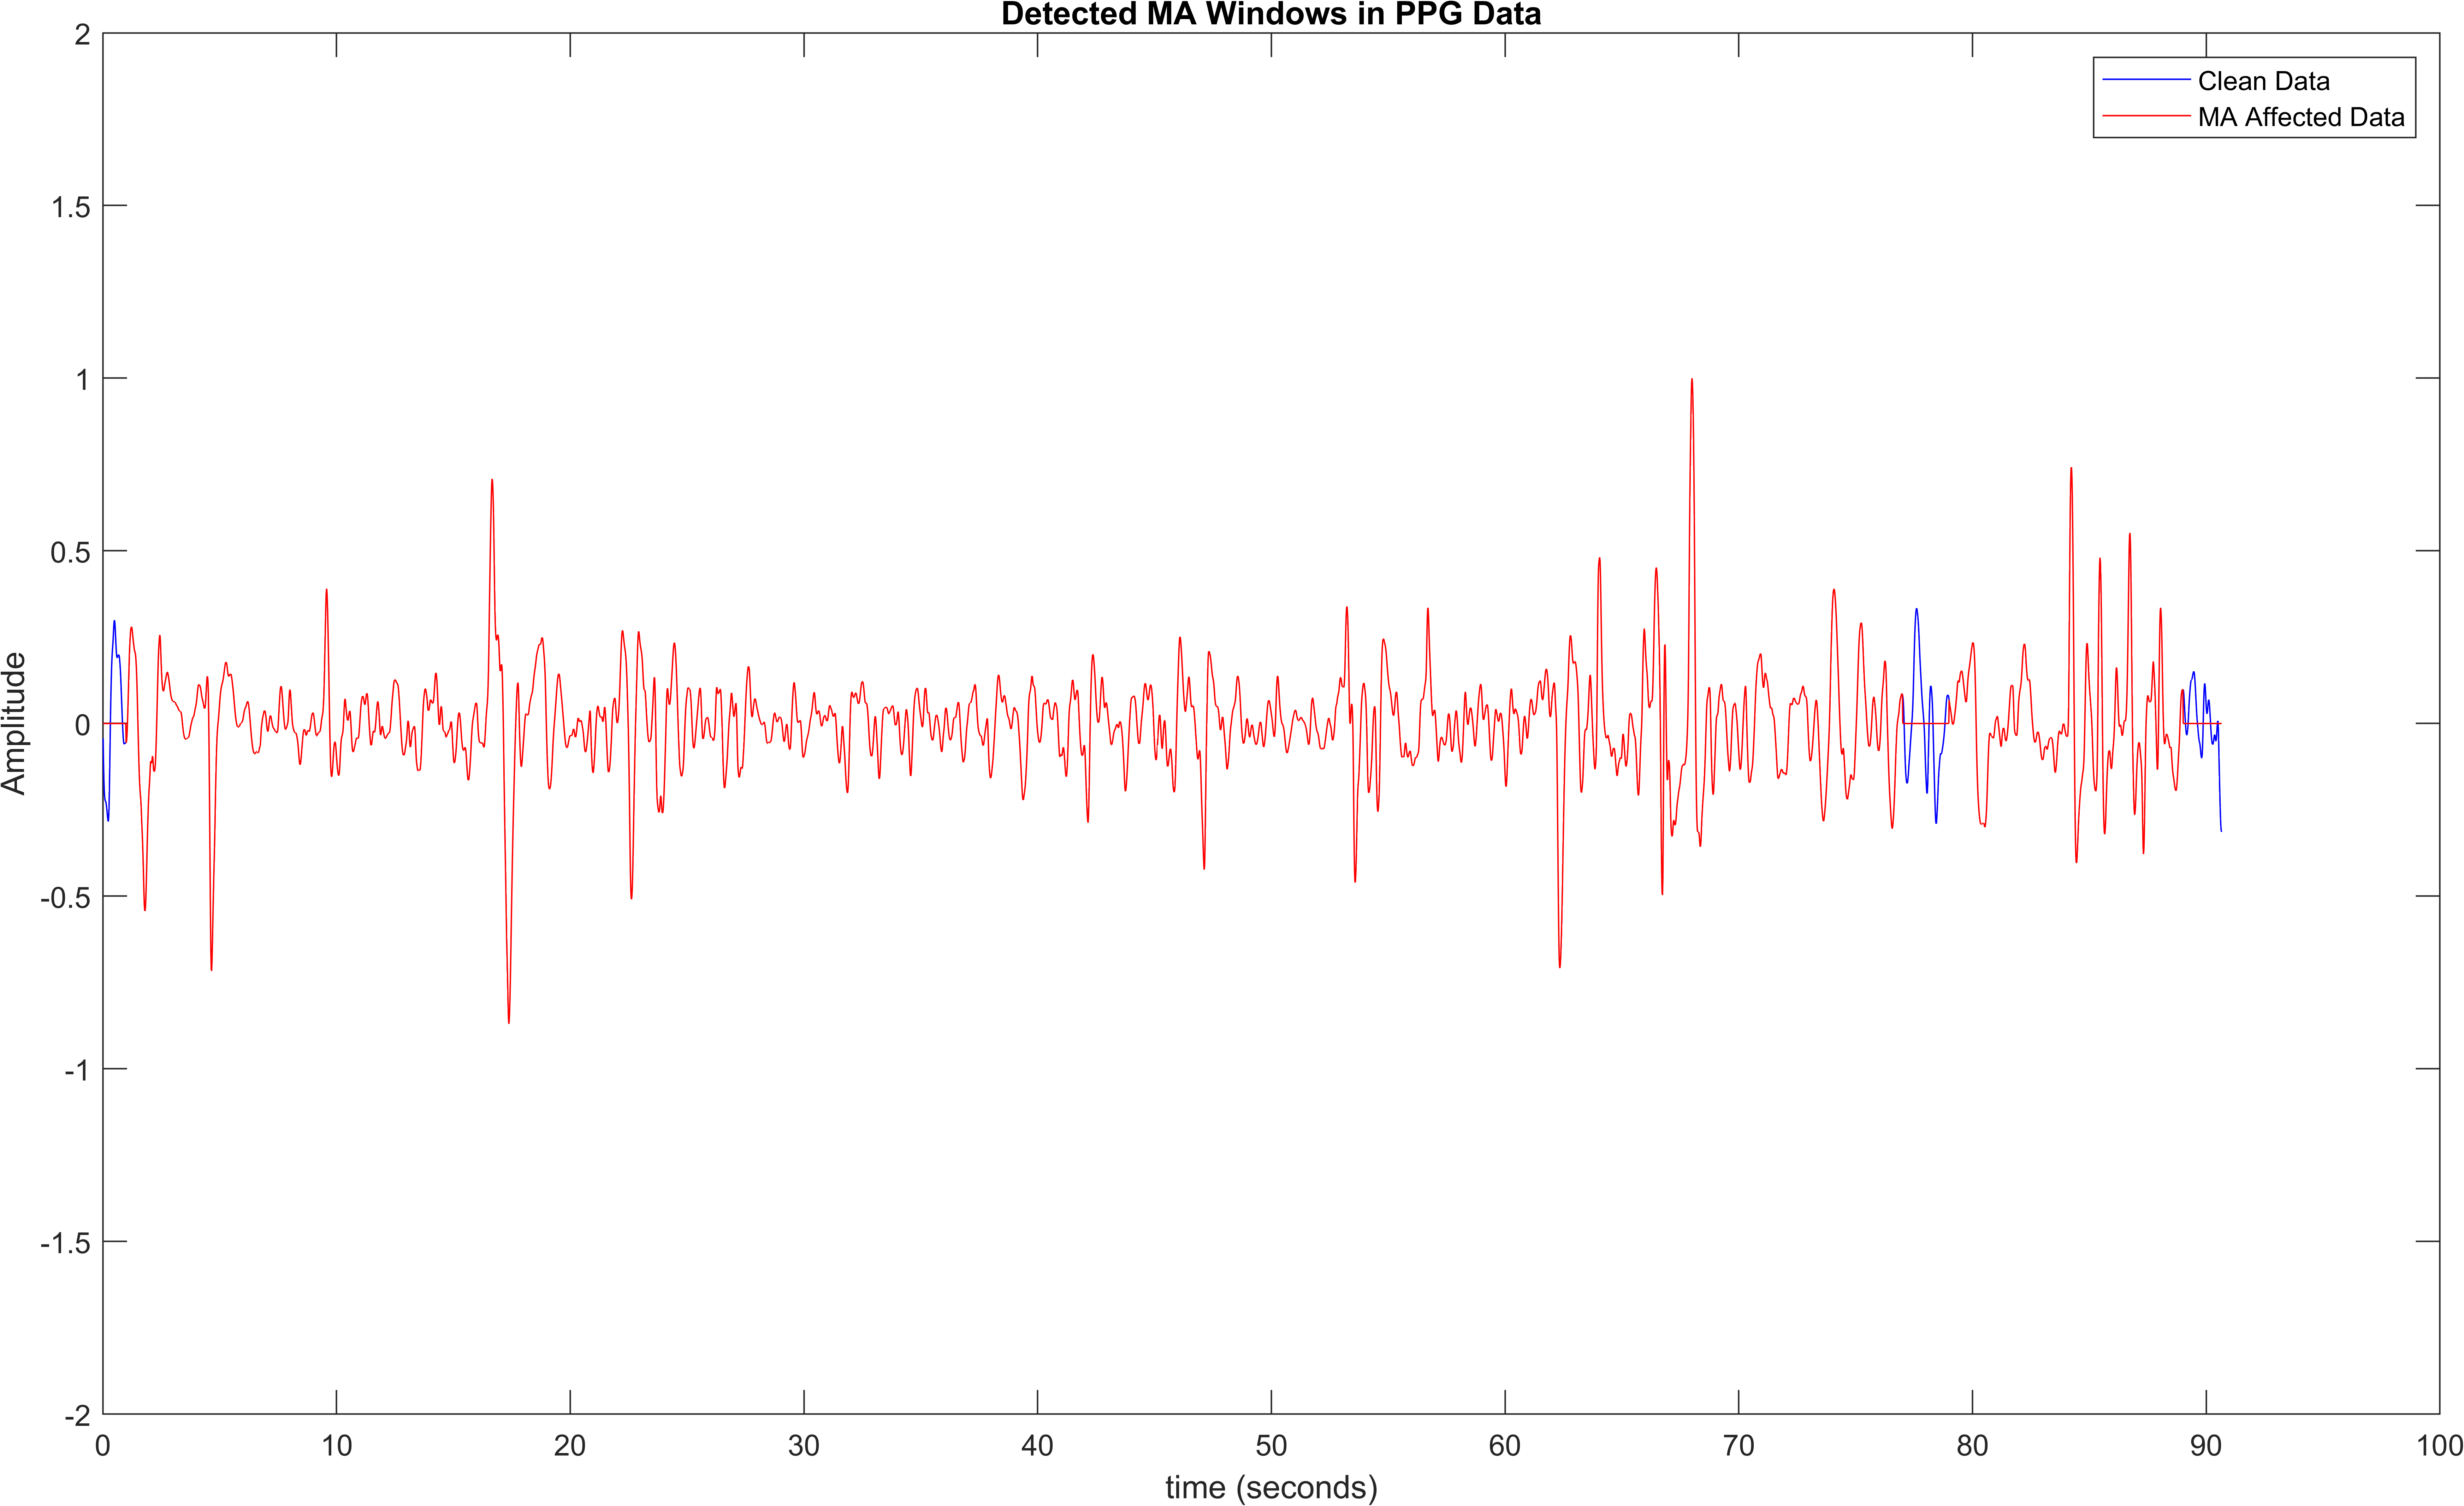 Detected MA Windows in PPG Data
Clean Data
MA Affected Data
Amplitude
2
1.5
1
0.5
0
-0.5
-1
-1.5
-2
0 10 20 30 40 50 60 70 80 90 100
time (seconds)